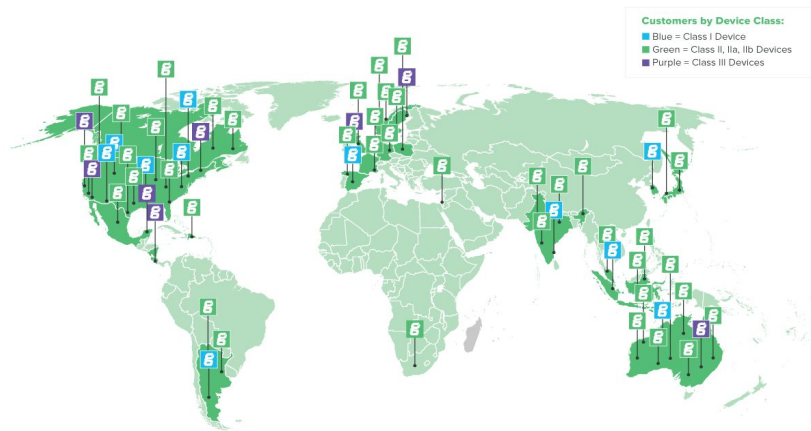 Customers by Device Class:
Blue = Class I Device
Green = Class II, IIa, IIb Devices
Purple = Class III Devices